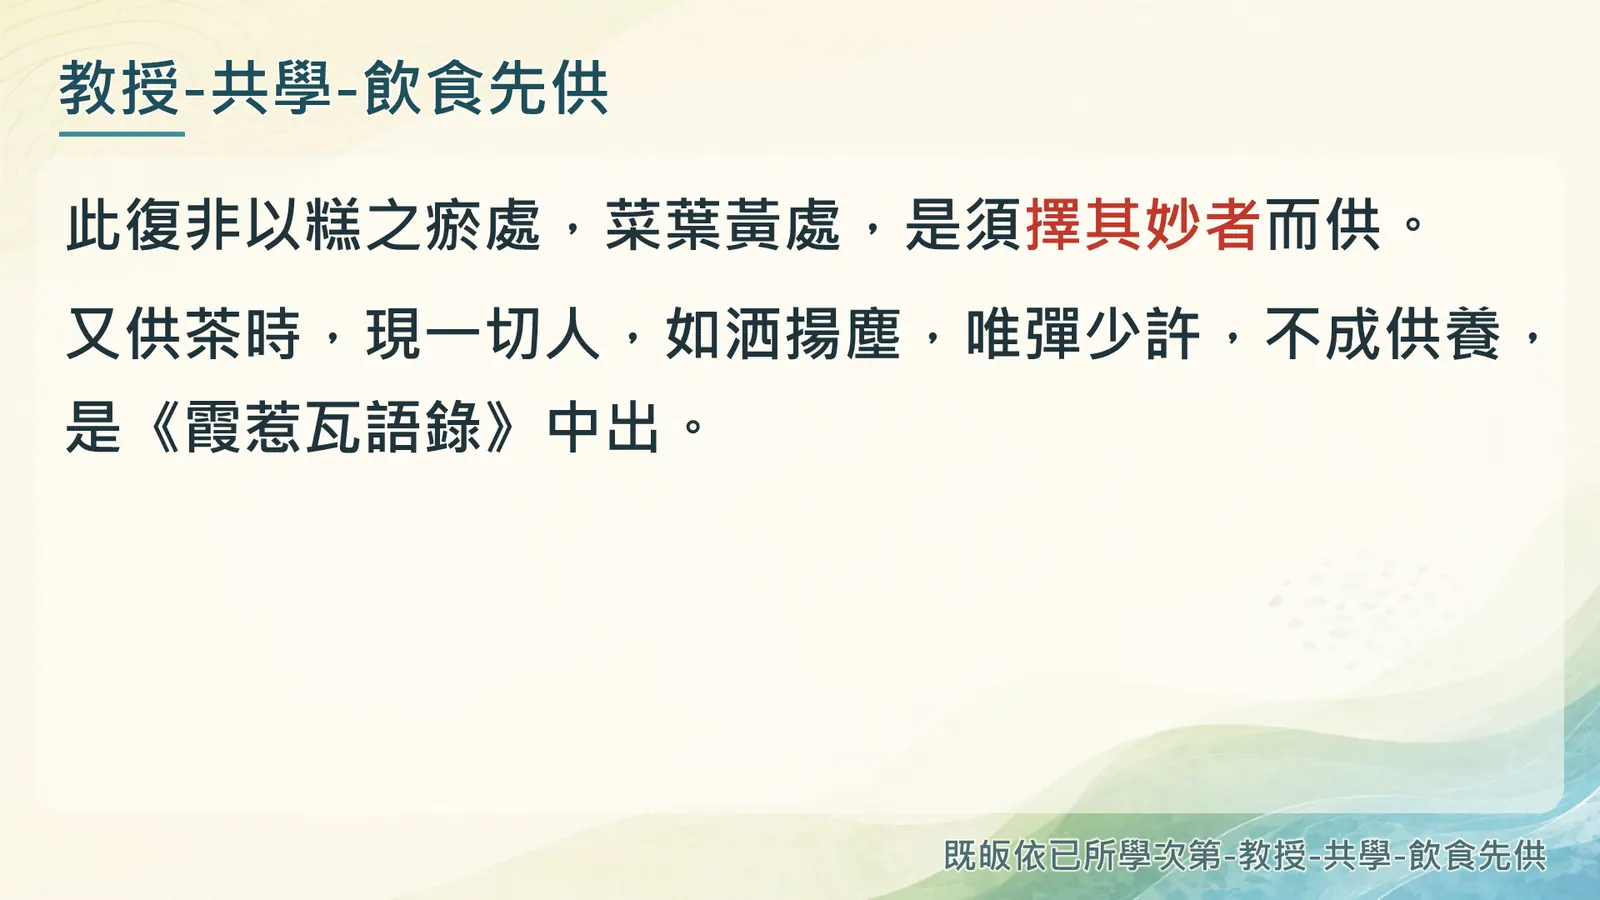 教授-共學-飲食先供
此復非以糕之瘀處，菜葉黃處，是須擇其妙者而供。
又供茶時，現一切人，如洒揚塵，唯彈少許，不成供養，
是《霞惹瓦語錄》中出。
既皈依已所學次第-教授-共學-飲食先供